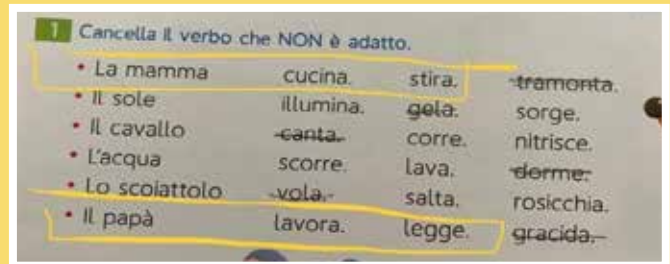 1 Cancella il verbo che NON è adatto.
• La mamma cucina. stira. tramonta.
• Il sole illumina. gela. sorge.
• Il cavallo canta. corre. nitrisce.
• L'acqua scorre. lava. dorme.
• Lo scoiattolo vola. salta. rosicchia.
• Il papà lavora. legge. gracida.